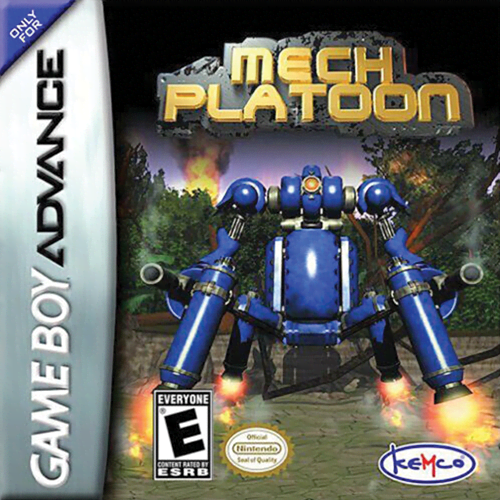 ONLY
FOR
GAME BOY ADVANCE
MECH
PLATOON
EVERYONE
E
CONTENT RATED BY
ESRB
Official
Nintendo
Seal of Quality
KEMCO